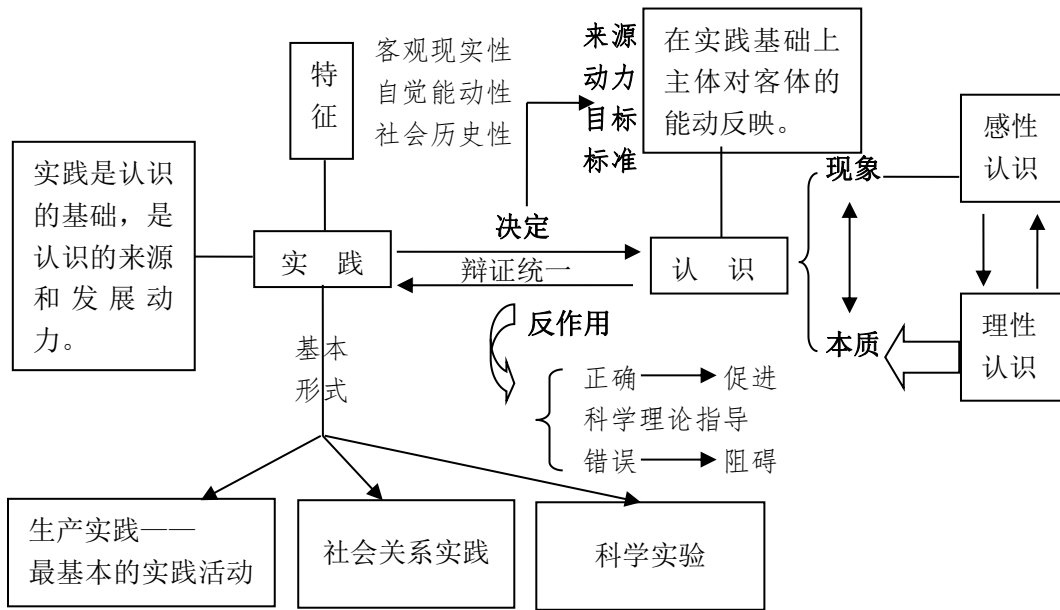 特
征
客观现实性
自觉能动性
社会历史性
来源
动力
目标
标准
在实践基础上
主体对客体的
能动反映。
感性
认识
实践是认识
的基础，是
认识的来源
和发展动
力。
实 践
决定
辩证统一
认 识
现象
本质
理性
认识
反作用
基本
形式
正确
促进
科学理论指导
错误
阻碍
生产实践——
最基本的实践活动
社会关系实践
科学实验